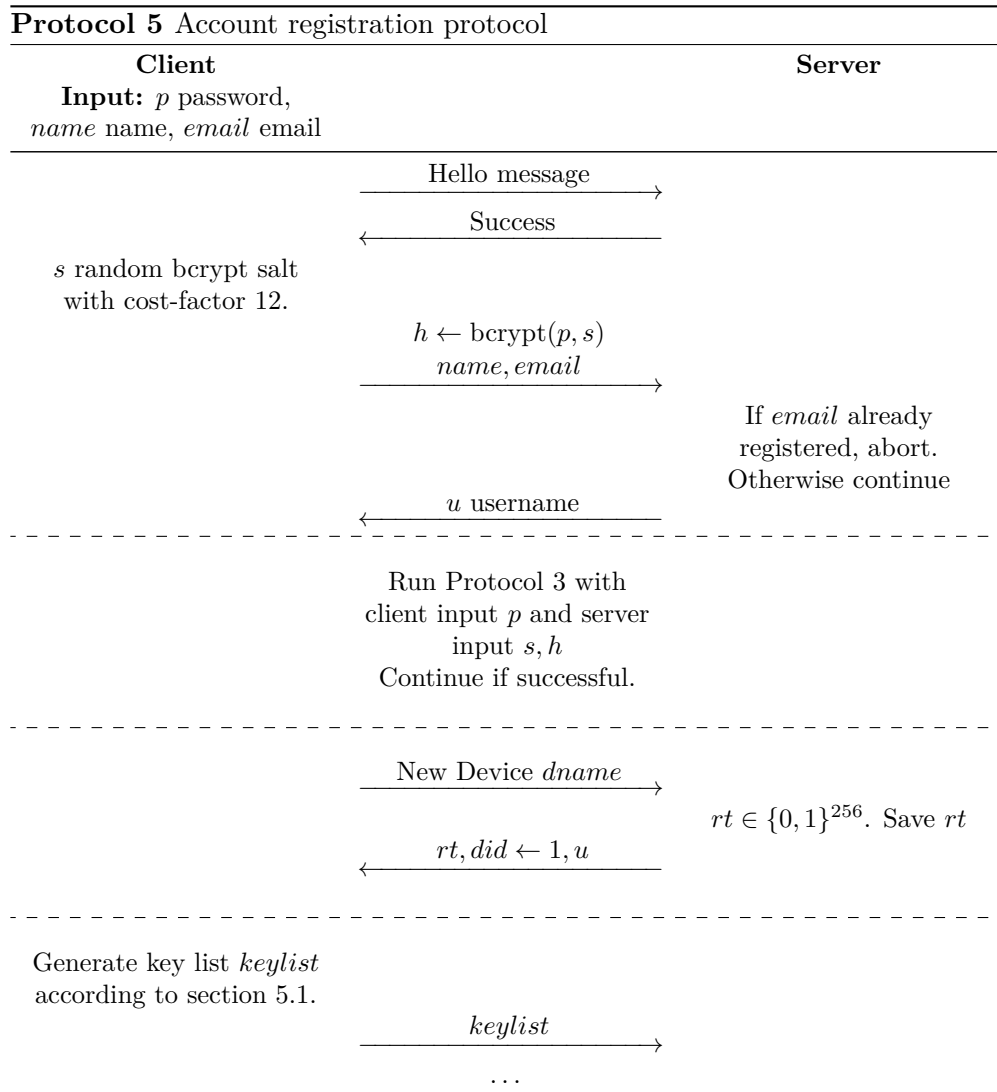 Protocol 5 Account registration protocol
Client Server
Input: p password,
name name, email email
Hello message
Success
s random bcrypt salt
with cost-factor 12.
h ← bcrypt(p, s)
name, email
If email already
registered, abort.
Otherwise continue
u username
Run Protocol 3 with
client input p and server
input s, h
Continue if successful.
New Device dname
rt ∈ {0, 1}^256. Save rt
rt, did ← 1, u
Generate key list keylist
according to section 5.1.
keylist
...